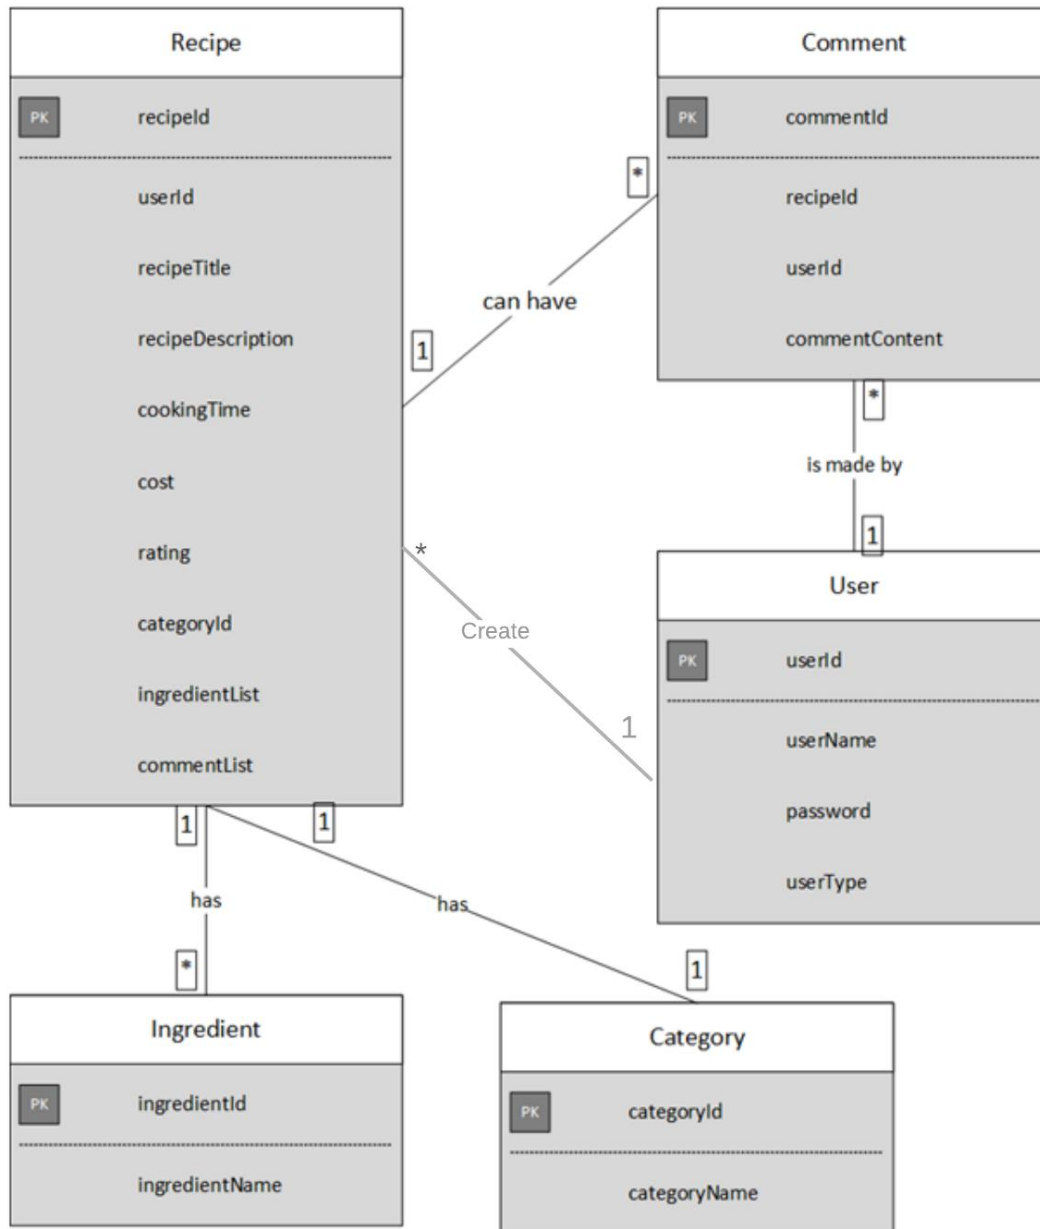 Recipe
PK recipeId
userId
recipeTitle
recipeDescription
cookingTime
cost
rating
categoryId
ingredientList
commentList
Comment
PK commentId
recipeId
userId
commentContent
*
can have
1
*
is made by
1
User
PK userId
userName
password
userType
*
Create
1
1
has
*
1
has
1
Ingredient
PK ingredientId
ingredientName
Category
PK categoryId
categoryName